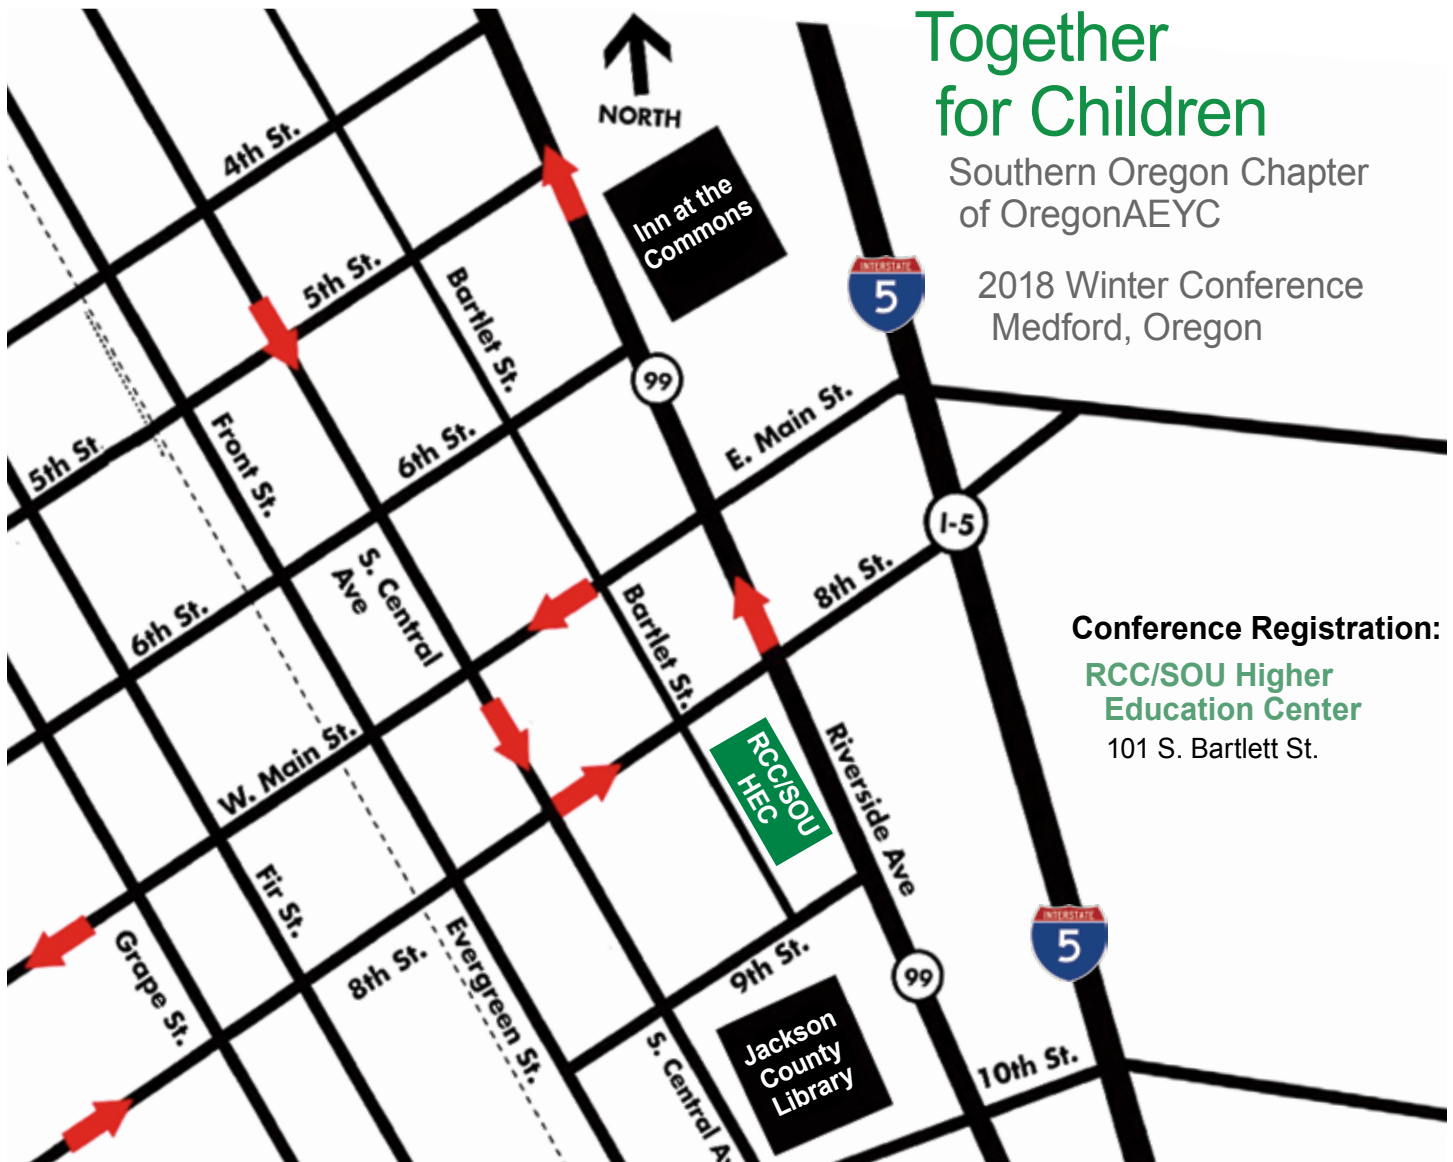 Together
for Children
Southern Oregon Chapter
of OregonAEYC
2018 Winter Conference
Medford, Oregon
NORTH
Inn at the
Commons
4th St.
5th St.
Bartlet St.
INTERSTATE
5
99
E. Main St.
5th St.
Front St.
6th St.
I-5
8th St.
S. Central
Ave
6th St.
Bartlet St.
Conference Registration:
RCC/SOU Higher
Education Center
101 S. Bartlett St.
W. Main St.
RCC/SOU
HEC
Riverside Ave
Fir St.
Grape St.
8th St.
Evergreen St.
9th St.
99
INTERSTATE
5
Jackson
County
Library
S. Central Av
10th St.